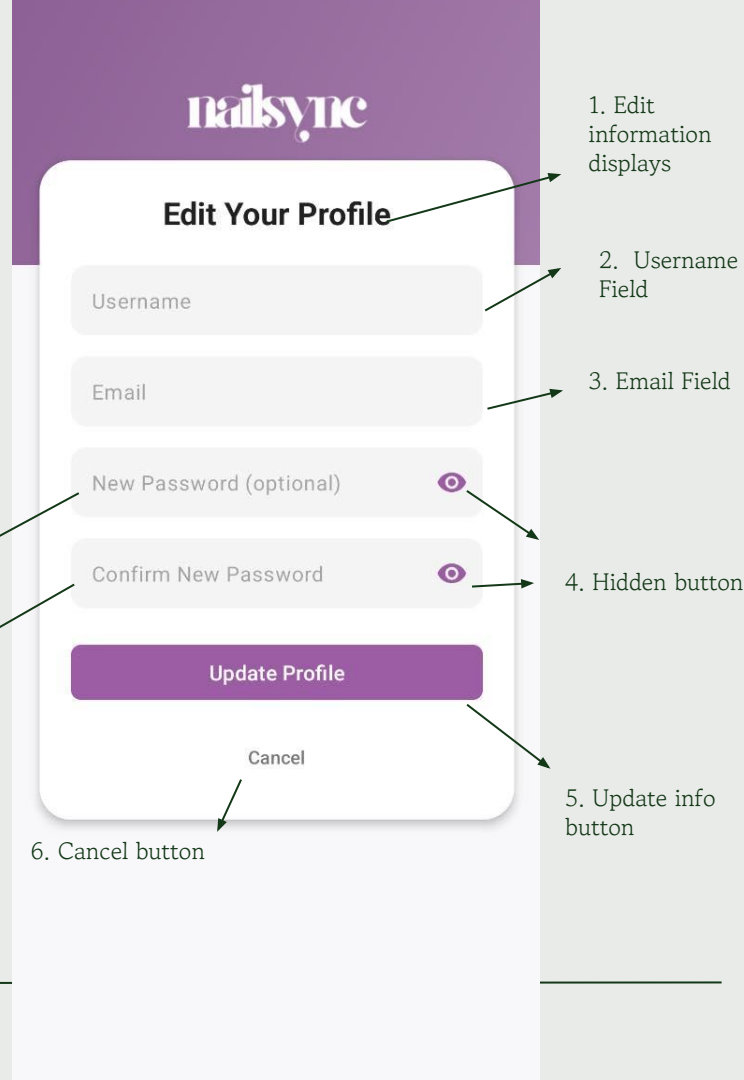 nailsync
Edit Your Profile
Username
Email
New Password (optional)
Confirm New Password
Update Profile
Cancel
1. Edit
information
displays
2. Username
Field
3. Email Field
4. Hidden button
5. Update info
button
6. Cancel button